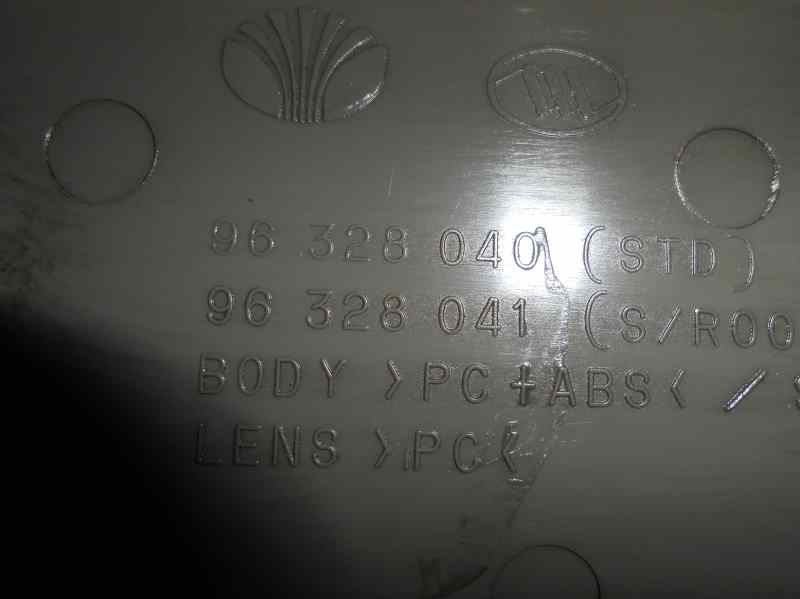 96 328 040 (STD)
96 328 041 (S/ROO
BODY >PC+ABS< /
LENS >PC<